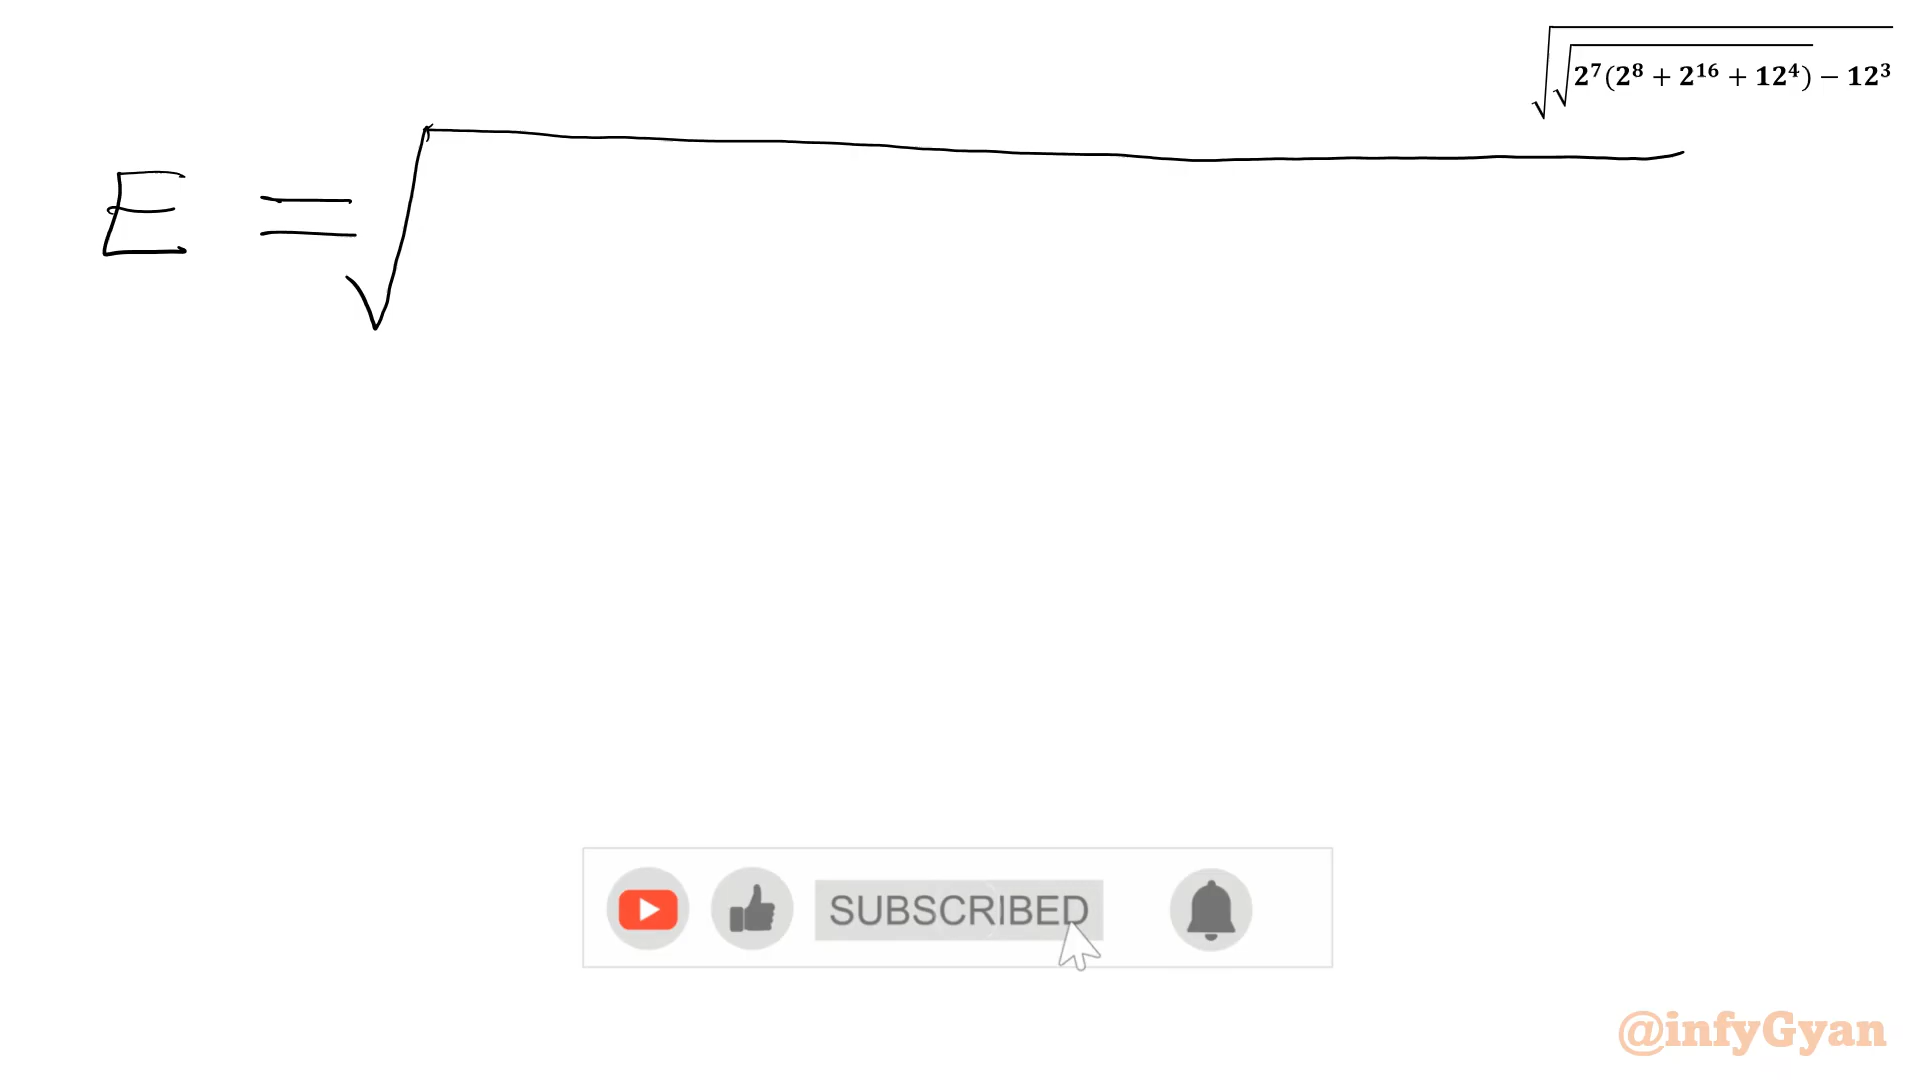 √(√(2⁷(2⁸ + 2¹⁶ + 12⁴)) − 12³)
E = √
SUBSCRIBED
@infyGyan